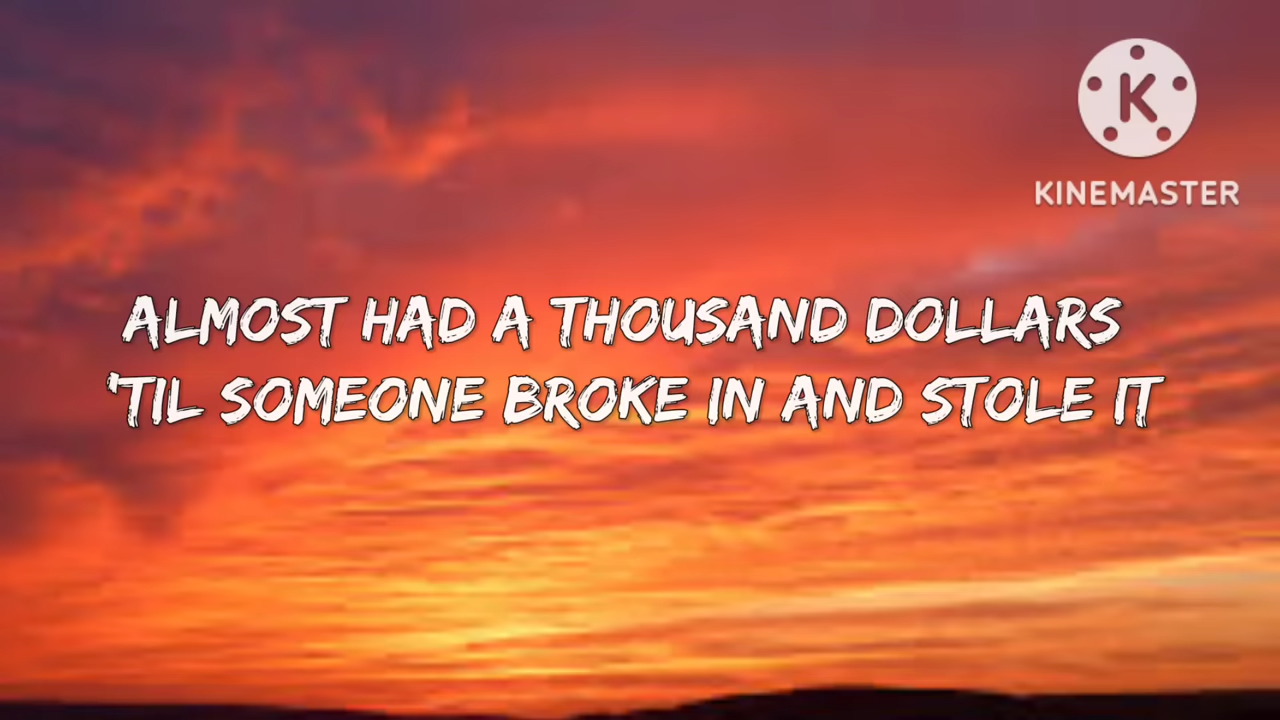 K
KINEMASTER
ALMOST HAD A THOUSAND DOLLARS
'TIL SOMEONE BROKE IN AND STOLE IT